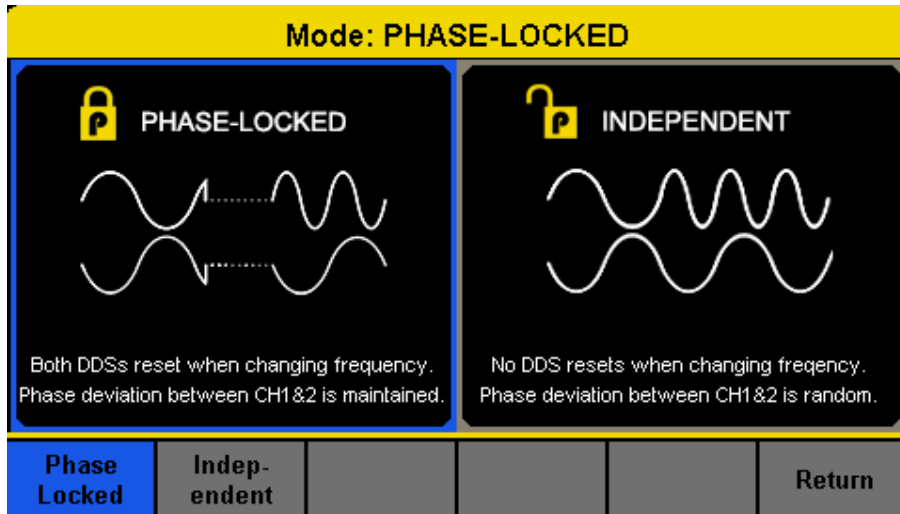 Mode: PHASE-LOCKED
PHASE-LOCKED
Both DDSs reset when changing frequency.
Phase deviation between CH1&2 is maintained.
INDEPENDENT
No DDS resets when changing freqency.
Phase deviation between CH1&2 is random.
Phase
Locked
Indep-
endent
Return